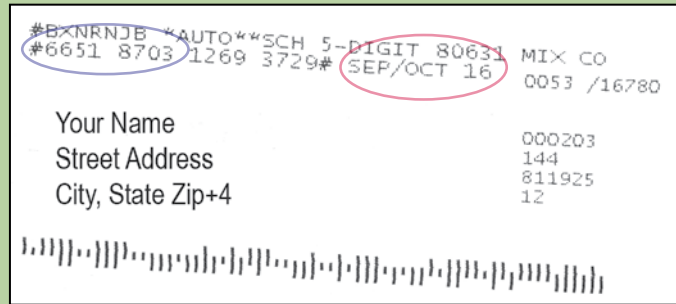 #BXNRNJB *AUTO**SCH 5-DIGIT 80631 MIX CO
#6651 8703 1269 3729# SEP/OCT 16 0053 /16780
Your Name
Street Address
City, State Zip+4
000203
144
811925
12